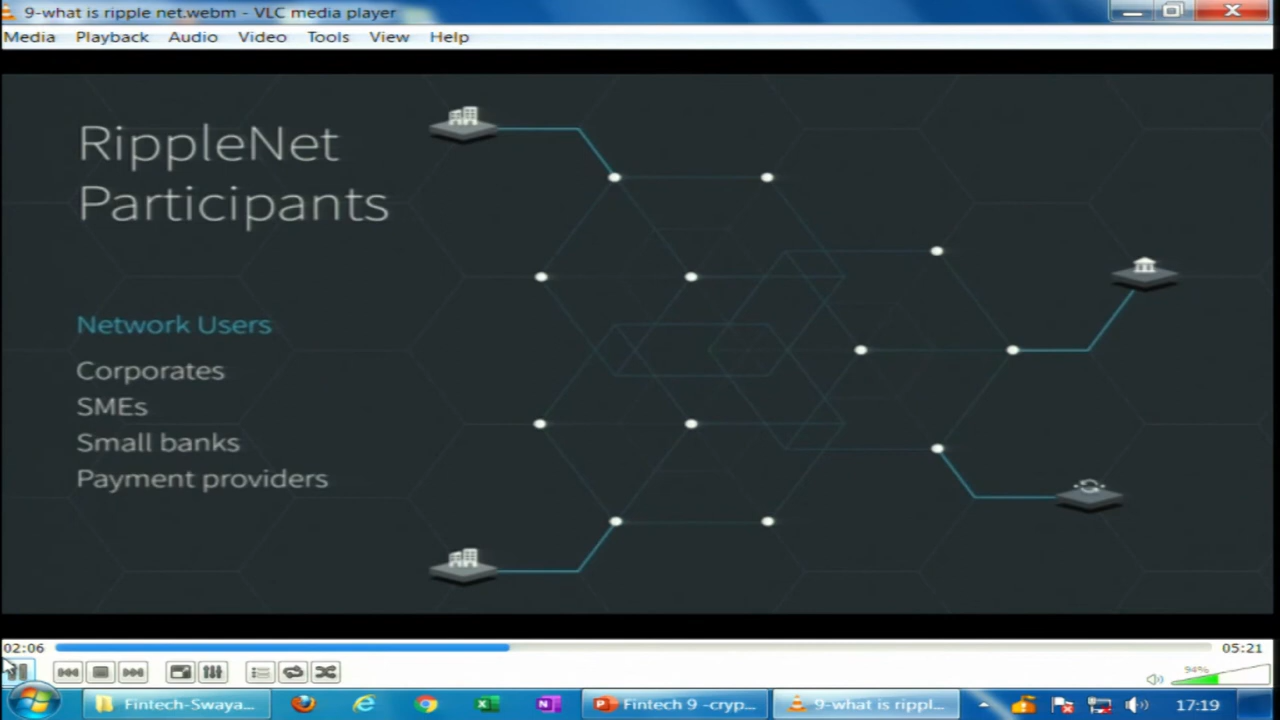 9-what is ripple net.webm - VLC media player
Media Playback Audio Video Tools View Help
RippleNet
Participants
Network Users
Corporates
SMEs
Small banks
Payment providers
02:06
05:21
94%
Fintech-Swaya...
Fintech 9 -cryp...
9-what is rippl...
17:19